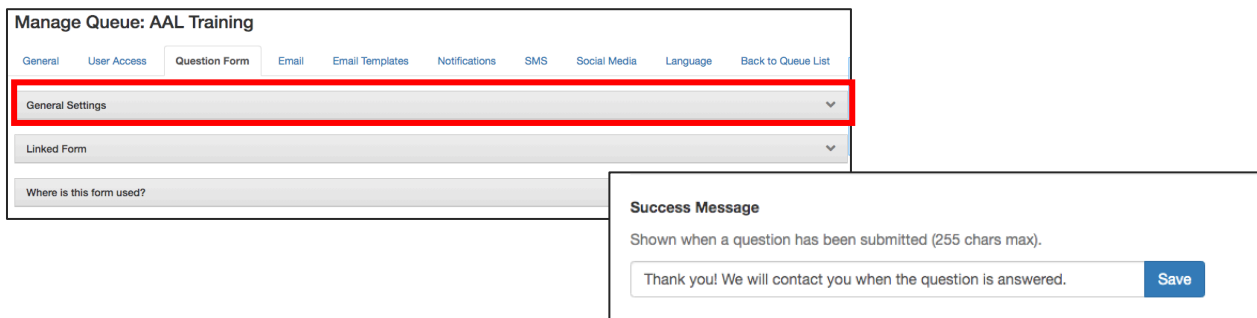 Manage Queue: AAL Training
General User Access Question Form Email Email Templates Notifications SMS Social Media Language Back to Queue List
General Settings
Linked Form
Where is this form used?
Success Message
Shown when a question has been submitted (255 chars max).
Thank you! We will contact you when the question is answered. Save